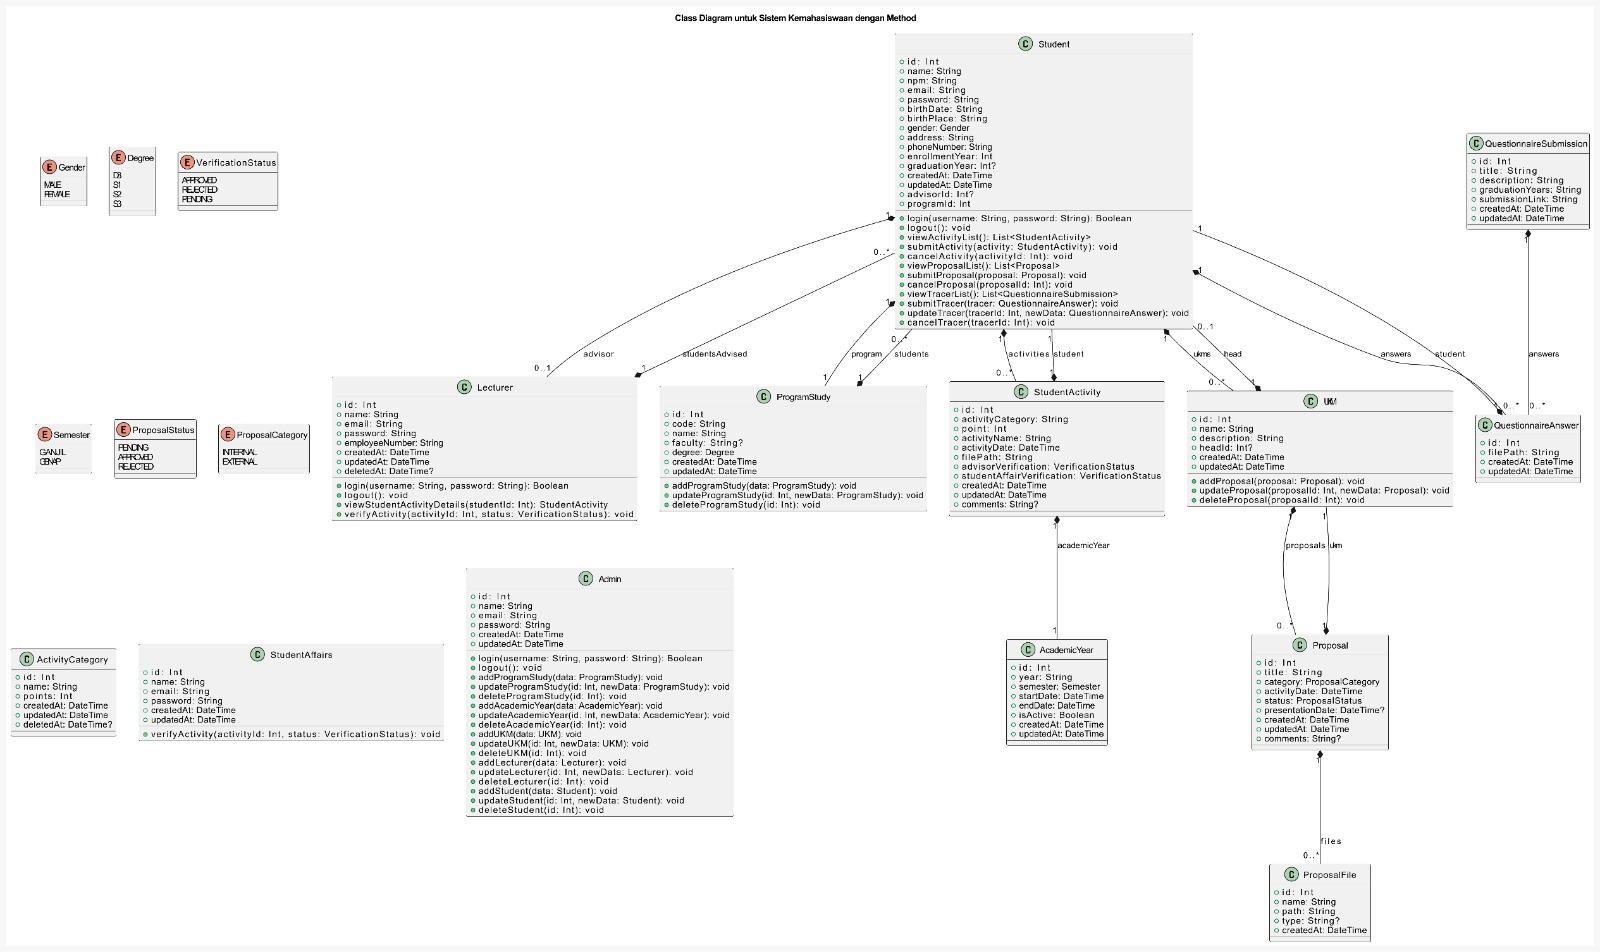 Class Diagram untuk Sistem Kemahasiswaan dengan Method
C Student
id: Int
name: String
npm: String
email: String
password: String
birthDate: String
birthPlace: String
gender: Gender
address: String
phoneNumber: String
enrollmentYear: Int
graduationYear: Int?
createdAt: DateTime
updatedAt: DateTime
advisorId: Int?
programId: Int
login(username: String, password: String): Boolean
logout(): void
viewActivityList(): List<StudentActivity>
submitActivity(activity: StudentActivity): void
cancelActivity(activityId: Int): void
viewProposalList(): List<Proposal>
submitProposal(proposal: Proposal): void
cancelProposal(proposalId: Int): void
viewTracerList(): List<QuestionnaireSubmission>
submitTracer(tracer: QuestionnaireAnswer): void
updateTracer(tracerId: Int, newData: QuestionnaireAnswer): void
cancelTracer(tracerId: Int): void
E Gender
MALE
FEMALE
E Degree
D3
S1
S2
S3
E VerificationStatus
APPROVED
REJECTED
PENDING
C QuestionnaireSubmission
id: Int
title: String
description: String
graduationYears: String
submissionLink: String
createdAt: DateTime
updatedAt: DateTime
1
0..*
1
1
0..*
1
1
1
1
0..1
1
1
advisor
studentsAdvised
program
students
activities
student
ukms
head
answers
student
answers
0..1
1
1
1
0..*
1
0..*
1
0..*
0..*
E Semester
GANJIL
GENAP
E ProposalStatus
PENDING
APPROVED
REJECTED
E ProposalCategory
INTERNAL
EXTERNAL
C Lecturer
id: Int
name: String
email: String
password: String
employeeNumber: String
createdAt: DateTime
updatedAt: DateTime
deletedAt: DateTime?
login(username: String, password: String): Boolean
logout(): void
viewStudentActivityDetails(studentId: Int): StudentActivity
verifyActivity(activityId: Int, status: VerificationStatus): void
C ProgramStudy
id: Int
code: String
name: String
faculty: String?
degree: Degree
createdAt: DateTime
updatedAt: DateTime
addProgramStudy(data: ProgramStudy): void
updateProgramStudy(id: Int, newData: ProgramStudy): void
deleteProgramStudy(id: Int): void
C StudentActivity
id: Int
activityCategory: String
point: Int
activityName: String
activityDate: DateTime
filePath: String
advisorVerification: VerificationStatus
studentAffairVerification: VerificationStatus
createdAt: DateTime
updatedAt: DateTime
comments: String?
C UKM
id: Int
name: String
description: String
headId: Int?
createdAt: DateTime
updatedAt: DateTime
addProposal(proposal: Proposal): void
updateProposal(proposalId: Int, newData: Proposal): void
deleteProposal(proposalId: Int): void
C QuestionnaireAnswer
id: Int
filePath: String
createdAt: DateTime
updatedAt: DateTime
1
academicYear
1
1
1
proposals
ukm
0..*
1
C ActivityCategory
id: Int
name: String
points: Int
createdAt: DateTime
updatedAt: DateTime
deletedAt: DateTime?
C StudentAffairs
id: Int
name: String
email: String
password: String
createdAt: DateTime
updatedAt: DateTime
verifyActivity(activityId: Int, status: VerificationStatus): void
C Admin
id: Int
name: String
email: String
password: String
createdAt: DateTime
updatedAt: DateTime
login(username: String, password: String): Boolean
logout(): void
addProgramStudy(data: ProgramStudy): void
updateProgramStudy(id: Int, newData: ProgramStudy): void
deleteProgramStudy(id: Int): void
addAcademicYear(data: AcademicYear): void
updateAcademicYear(id: Int, newData: AcademicYear): void
deleteAcademicYear(id: Int): void
addUKM(data: UKM): void
updateUKM(id: Int, newData: UKM): void
deleteUKM(id: Int): void
addLecturer(data: Lecturer): void
updateLecturer(id: Int, newData: Lecturer): void
deleteLecturer(id: Int): void
addStudent(data: Student): void
updateStudent(id: Int, newData: Student): void
deleteStudent(id: Int): void
C AcademicYear
id: Int
year: String
semester: Semester
startDate: DateTime
endDate: DateTime
isActive: Boolean
createdAt: DateTime
updatedAt: DateTime
C Proposal
id: Int
title: String
category: ProposalCategory
activityDate: DateTime
status: ProposalStatus
presentationDate: DateTime?
createdAt: DateTime
updatedAt: DateTime
comments: String?
1
files
0..*
C ProposalFile
id: Int
name: String
path: String
type: String?
createdAt: DateTime